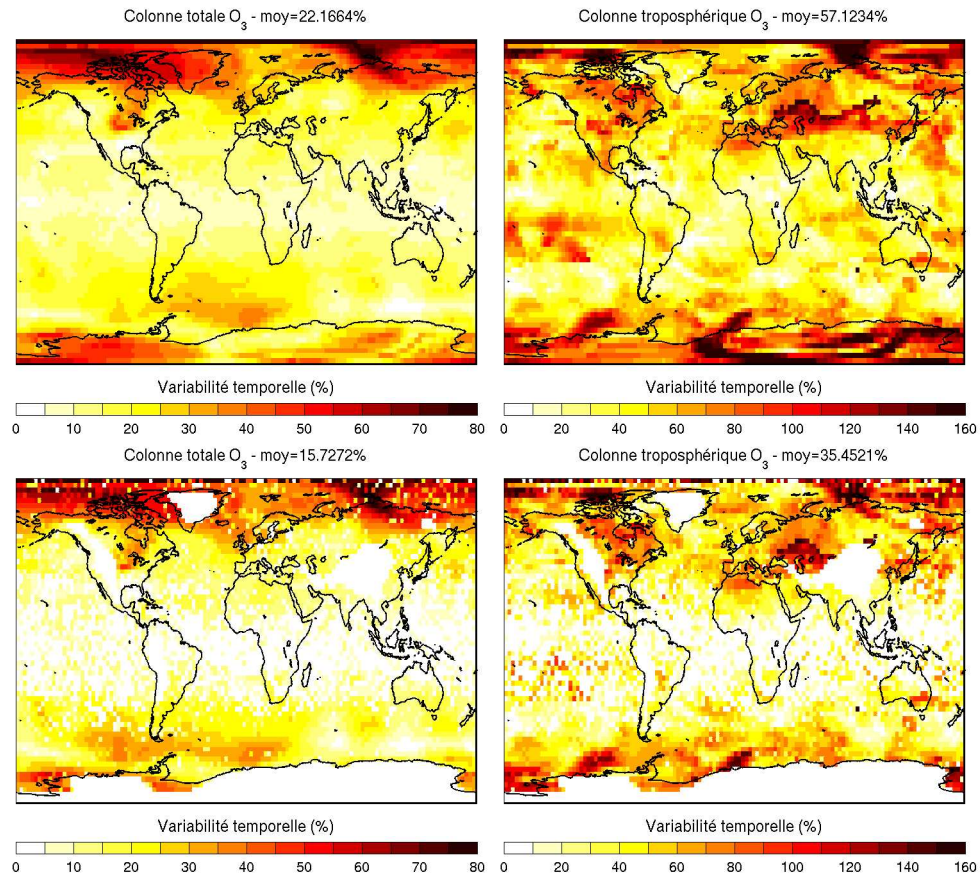 Colonne totale O3 - moy=22.1664%
Colonne troposphérique O3 - moy=57.1234%
Variabilité temporelle (%)
Variabilité temporelle (%)
0 10 20 30 40 50 60 70 80
0 20 40 60 80 100 120 140 160
Colonne totale O3 - moy=15.7272%
Colonne troposphérique O3 - moy=35.4521%
Variabilité temporelle (%)
Variabilité temporelle (%)
0 10 20 30 40 50 60 70 80
0 20 40 60 80 100 120 140 160